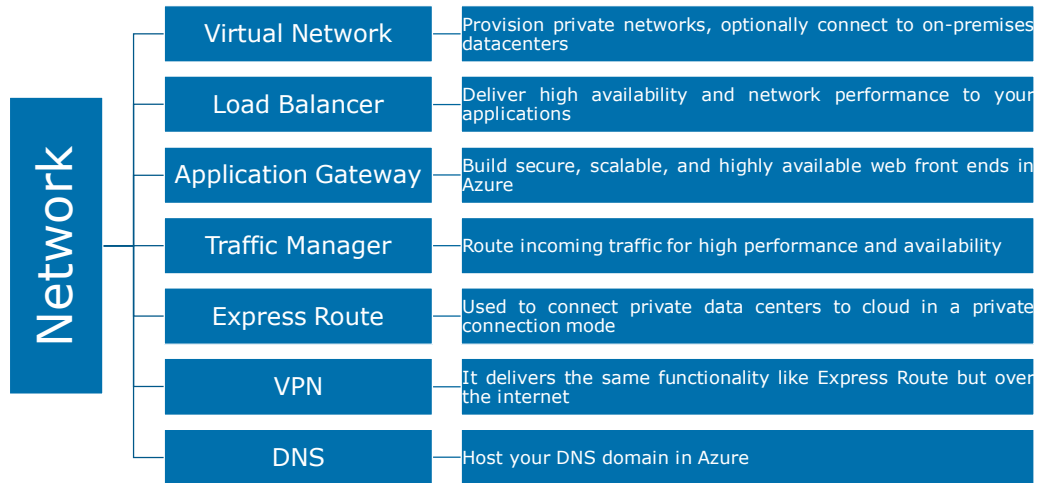 Network
Virtual Network
Provision private networks, optionally connect to on-premises
datacenters
Load Balancer
Deliver high availability and network performance to your
applications
Application Gateway
Build secure, scalable, and highly available web front ends in
Azure
Traffic Manager
Route incoming traffic for high performance and availability
Express Route
Used to connect private data centers to cloud in a private
connection mode
VPN
It delivers the same functionality like Express Route but over
the internet
DNS
Host your DNS domain in Azure